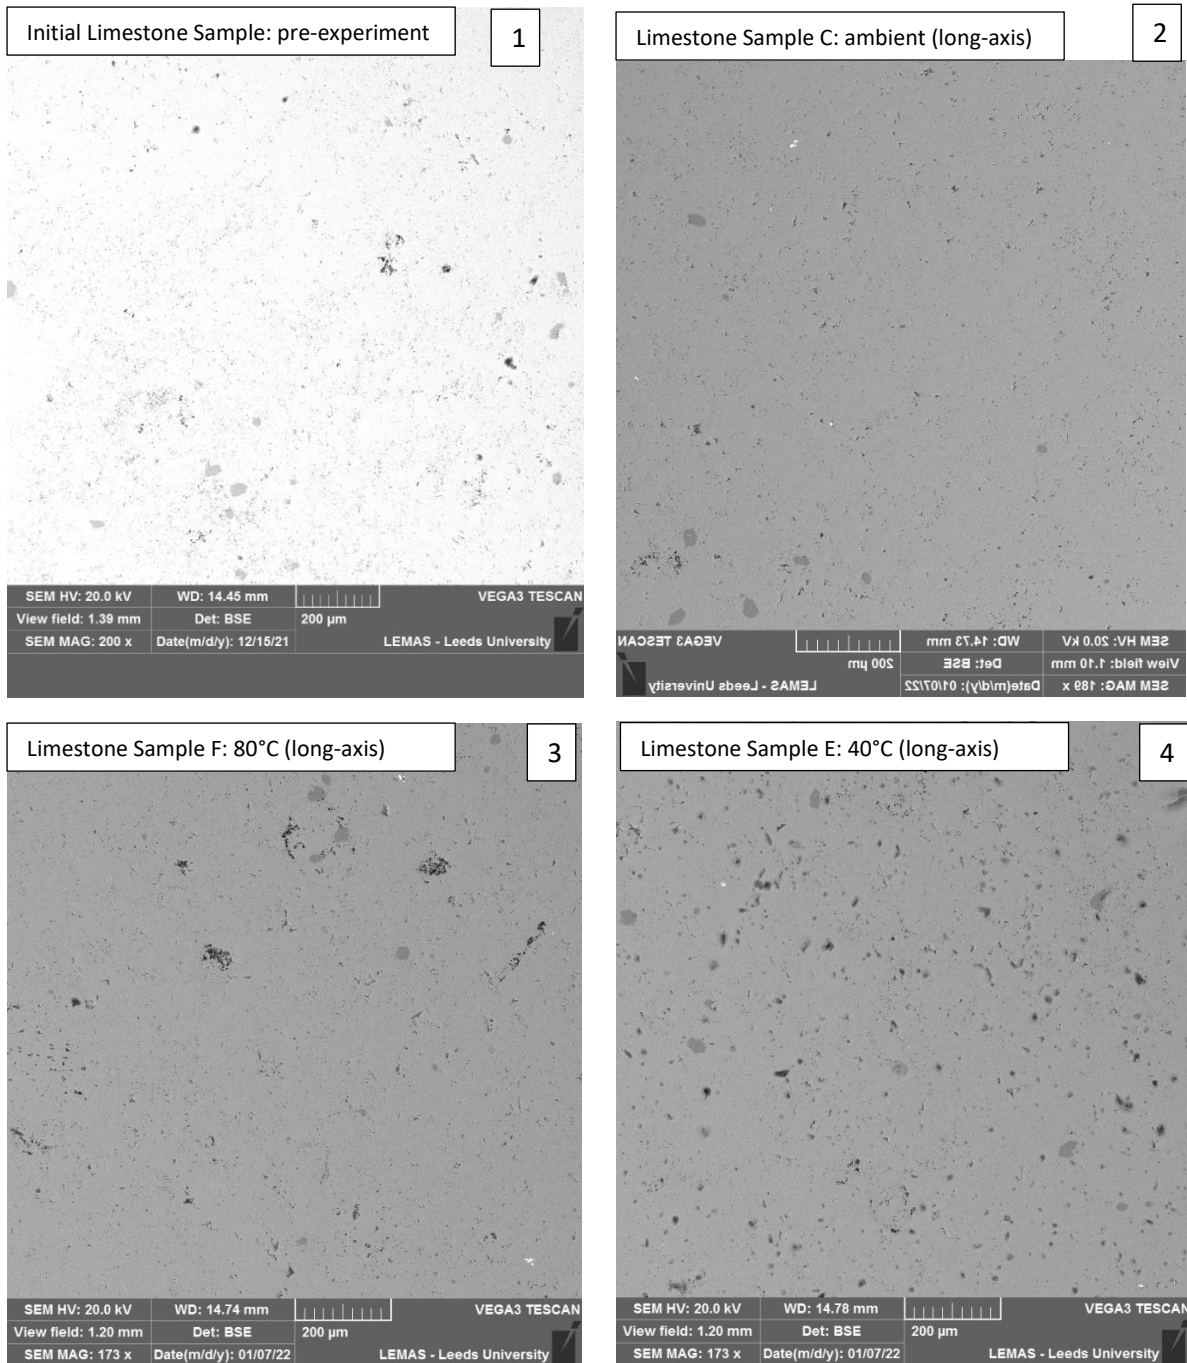 Initial Limestone Sample: pre-experiment
1
SEM HV: 20.0 kV WD: 14.45 mm VEGA3 TESCAN
View field: 1.39 mm Det: BSE 200 µm
SEM MAG: 200 x Date(m/d/y): 12/15/21 LEMAS - Leeds University
Limestone Sample C: ambient (long-axis)
2
SEM HV: 20.0 kV WD: 14.73 mm VEGA3 TESCAN
View field: 1.10 mm Det: BSE 200 µm
SEM MAG: 189 x Date(m/d/y): 01/07/22 LEMAS - Leeds University
Limestone Sample F: 80°C (long-axis)
3
SEM HV: 20.0 kV WD: 14.74 mm VEGA3 TESCAN
View field: 1.20 mm Det: BSE 200 µm
SEM MAG: 173 x Date(m/d/y): 01/07/22 LEMAS - Leeds University
Limestone Sample E: 40°C (long-axis)
4
SEM HV: 20.0 kV WD: 14.78 mm VEGA3 TESCAN
View field: 1.20 mm Det: BSE 200 µm
SEM MAG: 173 x Date(m/d/y): 01/07/22 LEMAS - Leeds University